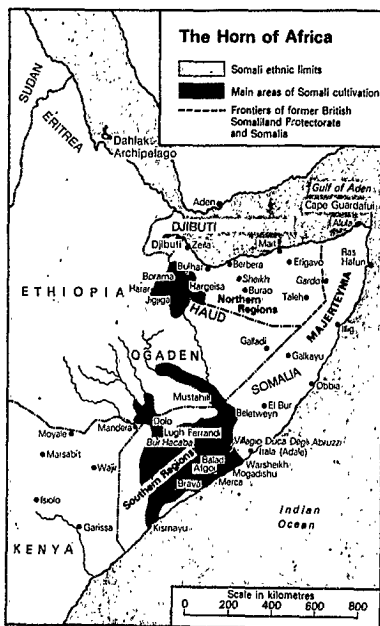 The Horn of Africa
Somali ethnic limits
Main areas of Somali cultivation
Frontiers of former British
Somaliland Protectorate
and Somalia
SUDAN
ERITREA
Dahlak
Archipelago
Aden
Gulf of Aden
Cape Guardafui
Alula
DJIBUTI
Djibuti
Zeila
Mait
Ras
Hafun
Bulhar
Berbera
Erigavo
Borama
Sheikh
Gardo
ETHIOPIA
Harar
Hargeisa
Burao
Jigjiga
Northern
Regions
Taleh
MAJERTEYNIA
HAUD
Illig
Galladi
OGADEN
Galkayu
SOMALIA
Obbia
Mustahil
El Bur
Beletweyn
Dolo
Mandera
Moyale
Lugh Ferrandi
Villagio Duca Degli Abruzzi
Bur Hacaba
Itala (Adale)
Marsabit
Wajir
Balad
Warsheikh
Afgoi
Mogadishu
Southern Regions
Brava
Merca
Isiolo
Indian
Ocean
Garissa
Kismayu
KENYA
Scale in kilometres
0 200 400 600 800